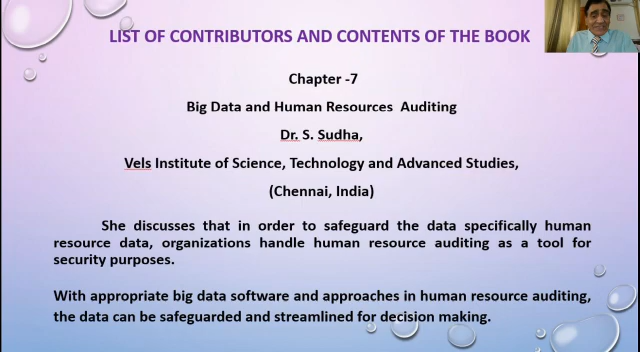 LIST OF CONTRIBUTORS AND CONTENTS OF THE BOOK
Chapter -7
Big Data and Human Resources Auditing
Dr. S. Sudha,
Vels Institute of Science, Technology and Advanced Studies,
(Chennai, India)
She discusses that in order to safeguard the data specifically human
resource data, organizations handle human resource auditing as a tool for
security purposes.
With appropriate big data software and approaches in human resource auditing,
the data can be safeguarded and streamlined for decision making.